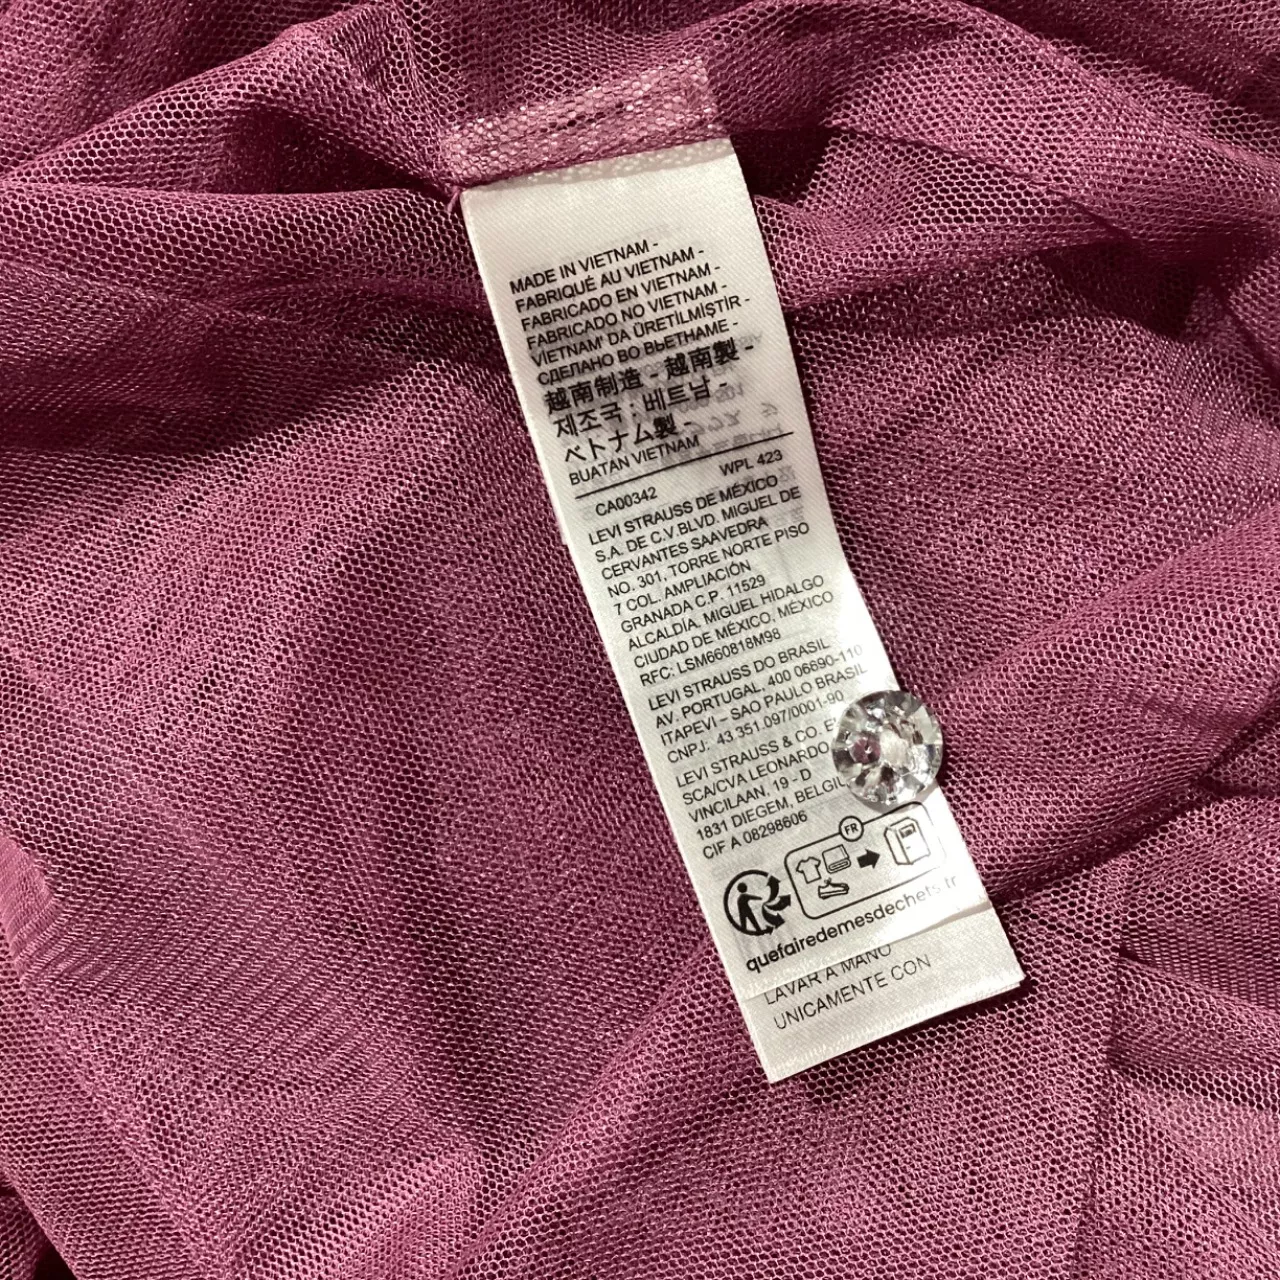 MADE IN VIETNAM -
FABRIQUÉ AU VIETNAM -
FABRICADO EN VIETNAM -
FABRICADO NO VIETNAM -
VİETNAM' DA ÜRETİLMİŞTİR -
СДЕЛАНО ВО ВЬЕТНАМЕ -
越南制造 - 越南製 -
제조국 : 베트남 -
ベトナム製 -
BUATAN VIETNAM
CA00342 WPL 423
LEVI STRAUSS DE MÉXICO
S.A. DE C.V.BLVD. MIGUEL DE
CERVANTES SAAVEDRA
NO. 301, TORRE NORTE PISO
7 COL. AMPLIACIÓN
GRANADA C.P. 11529
ALCALDÍA, MIGUEL HIDALGO
CIUDAD DE MÉXICO, MÉXICO
RFC: LSM660818M98
LEVI STRAUSS DO BRASIL
AV. PORTUGAL, 400 06690-110
ITAPEVI – SAO PAULO BRASIL
CNPJ: 43.351.097/0001-90
LEVI STRAUSS & CO.
SCA/CVA LEONARDO
VINCILAAN, 19 - D
1831 DIEGEM,
CIF A 08298606
FR
quefairedemesdechets.fr
LAVAR A MANO
ÚNICAMENTE CON